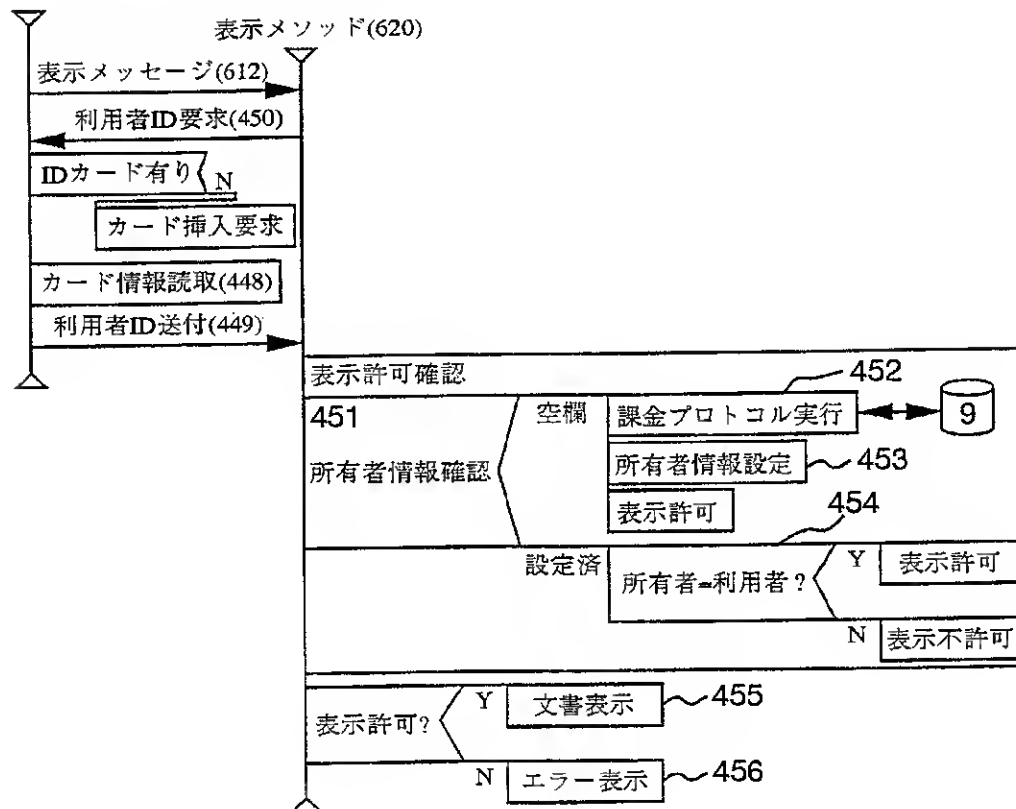 表示メソッド(620)
表示メッセージ(612)
利用者ID要求(450)
IDカード有り
N
カード挿入要求
カード情報読取(448)
利用者ID送付(449)
表示許可確認
452
451
空欄
課金プロトコル実行
9
所有者情報確認
所有者情報設定
453
表示許可
454
設定済
所有者=利用者?
Y
表示許可
N
表示不許可
表示許可?
Y
文書表示
455
N
エラー表示
456